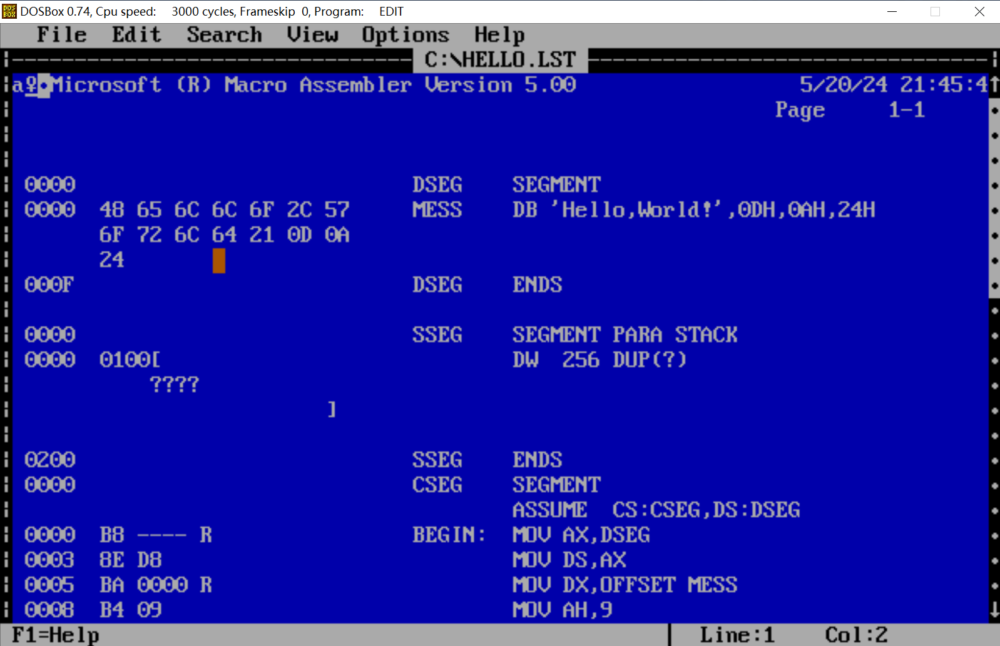 DOSBox 0.74, Cpu speed:    3000 cycles, Frameskip  0, Program:    EDIT
File  Edit  Search  View  Options  Help
C:\HELLO.LST
a♀•Microsoft (R) Macro Assembler Version 5.00                  5/20/24 21:45:4
Page     1-1
0000                           DSEG    SEGMENT
0000  48 65 6C 6C 6F 2C 57     MESS    DB 'Hello,World!',0DH,0AH,24H
6F 72 6C 64 21 0D 0A
24
000F                           DSEG    ENDS
0000                           SSEG    SEGMENT PARA STACK
0000  0100[                            DW  256 DUP(?)
????
]
0200                           SSEG    ENDS
0000                           CSEG    SEGMENT
ASSUME  CS:CSEG,DS:DSEG
0000  B8 ---- R                BEGIN:  MOV AX,DSEG
0003  8E D8                            MOV DS,AX
0005  BA 0000 R                        MOV DX,OFFSET MESS
0008  B4 09                            MOV AH,9
F1=Help                                                Line:1    Col:2